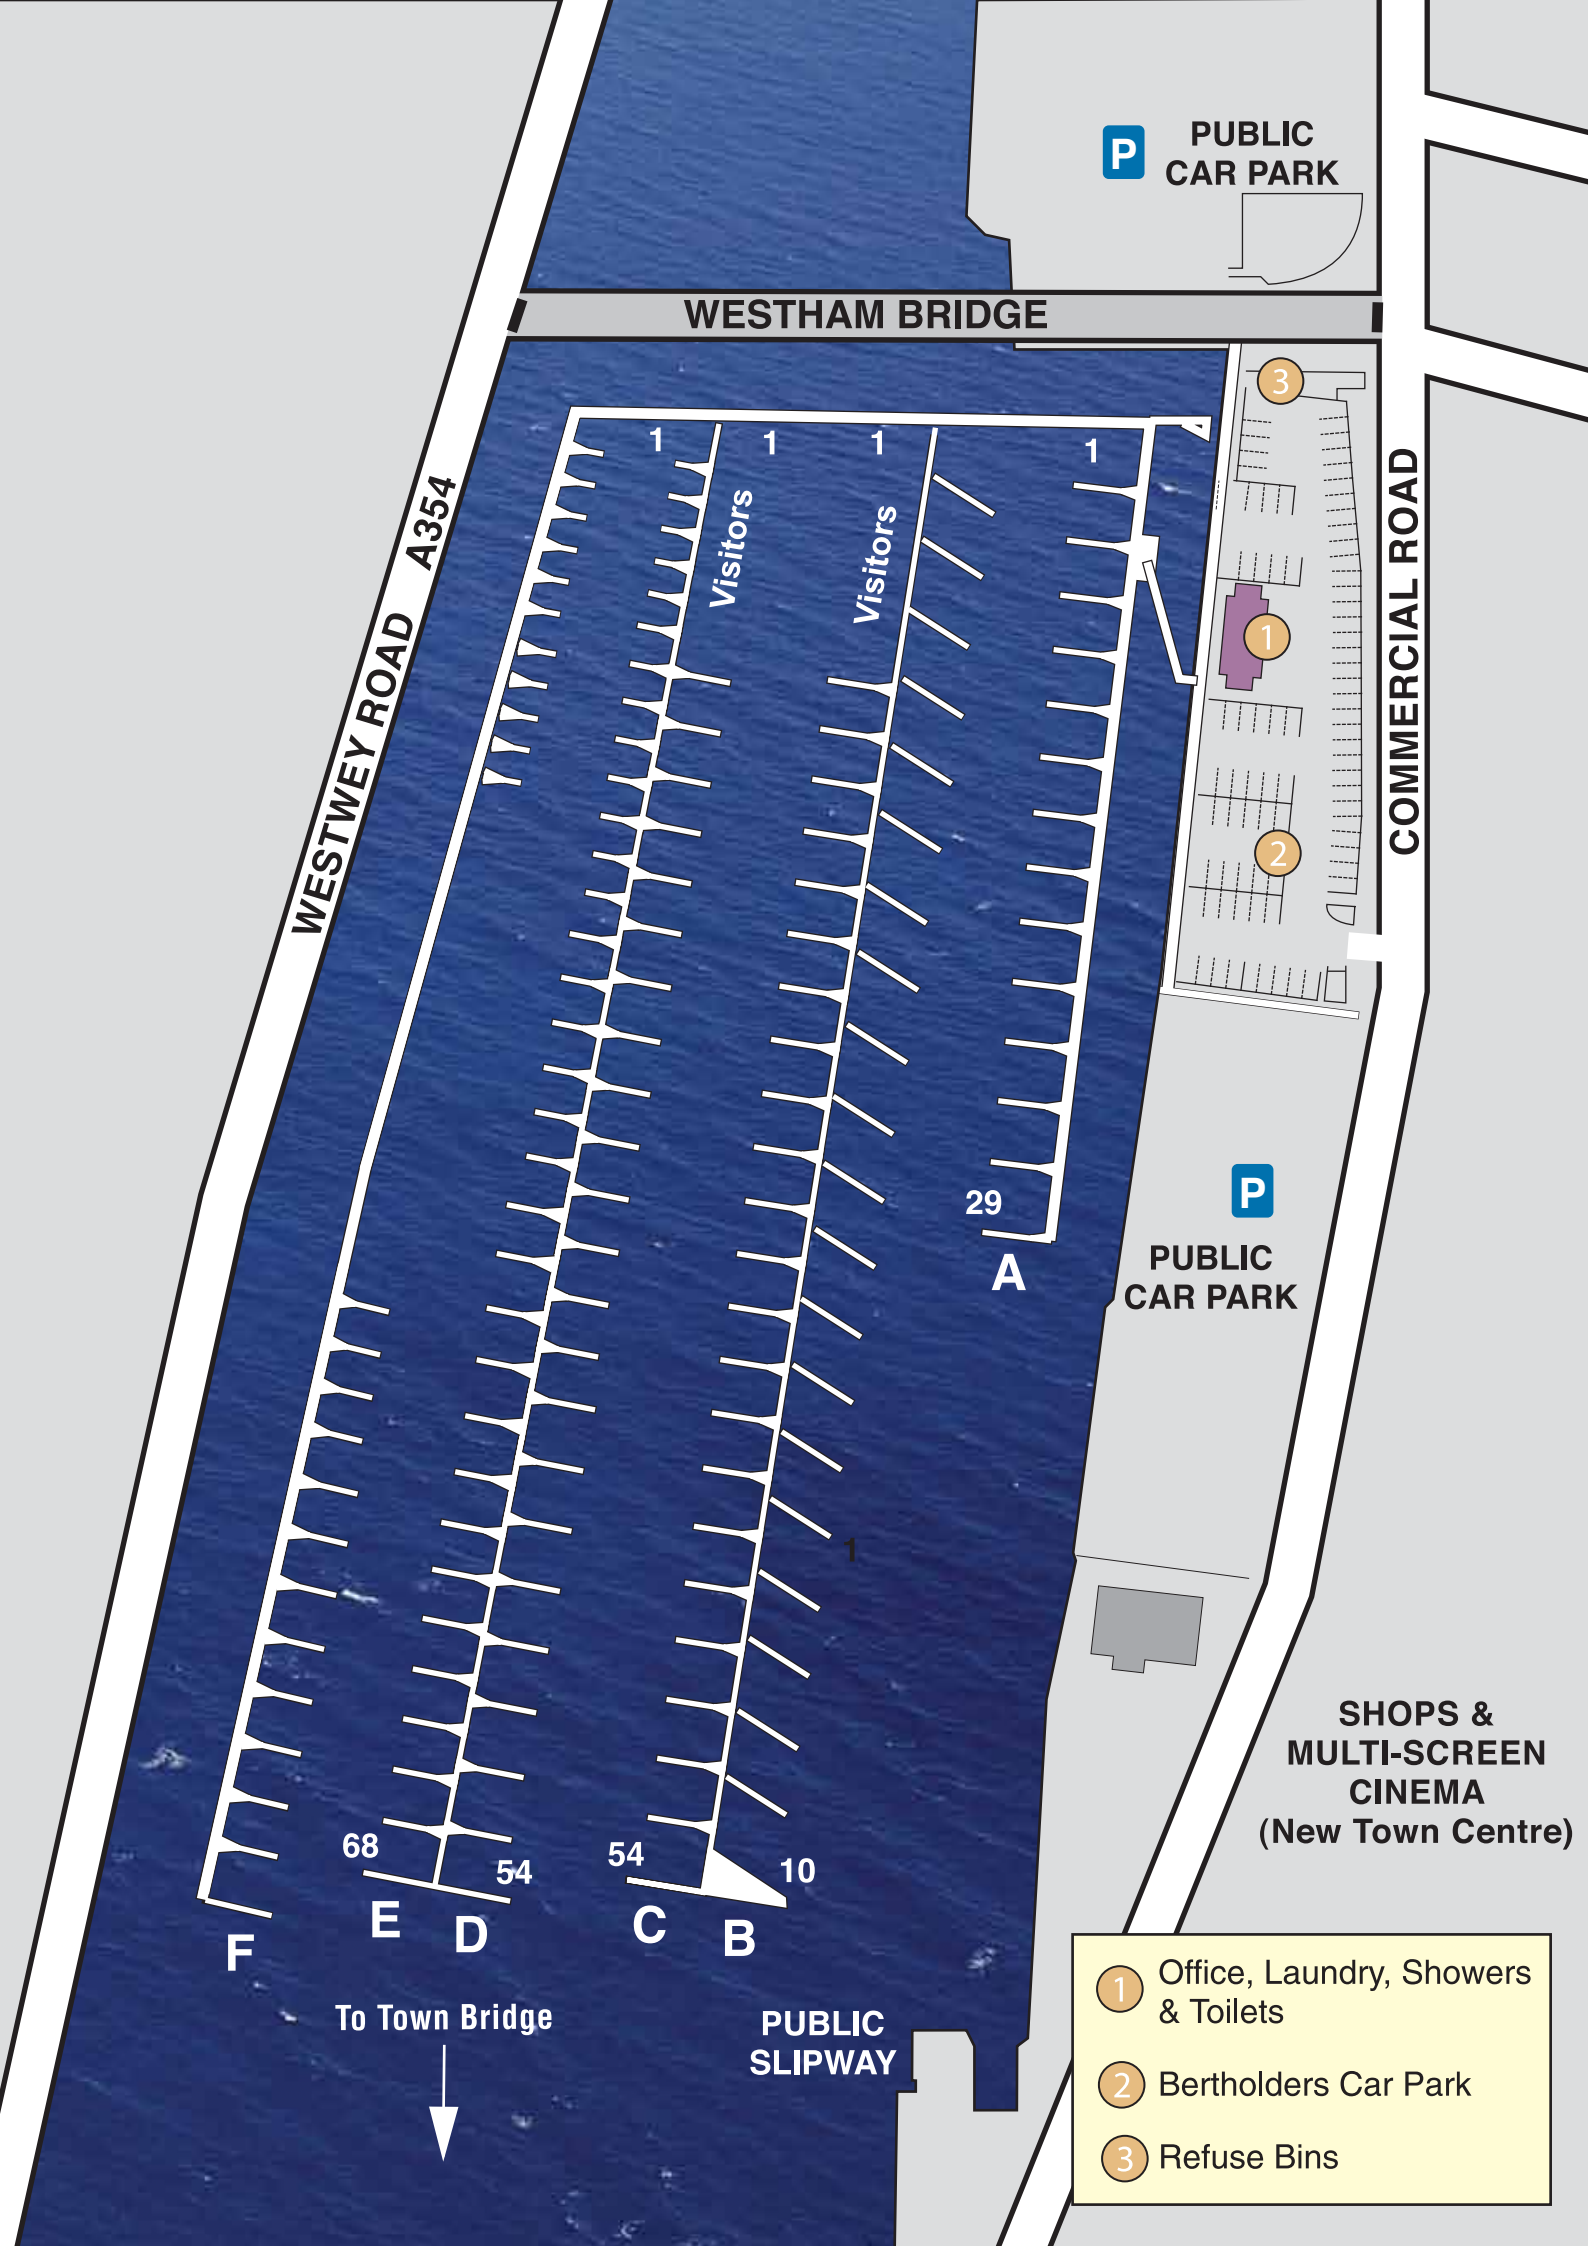 P
PUBLIC
CAR PARK
WESTHAM BRIDGE
3
1
1
1
1
Visitors
Visitors
WESTWEY ROAD A354
COMMERCIAL ROAD
1
2
P
PUBLIC
CAR PARK
29
A
1
SHOPS &
MULTI-SCREEN
CINEMA
(New Town Centre)
68
54
54
10
E
D
C
B
F
To Town Bridge
PUBLIC
SLIPWAY
1 Office, Laundry, Showers
& Toilets
2 Bertholders Car Park
3 Refuse Bins